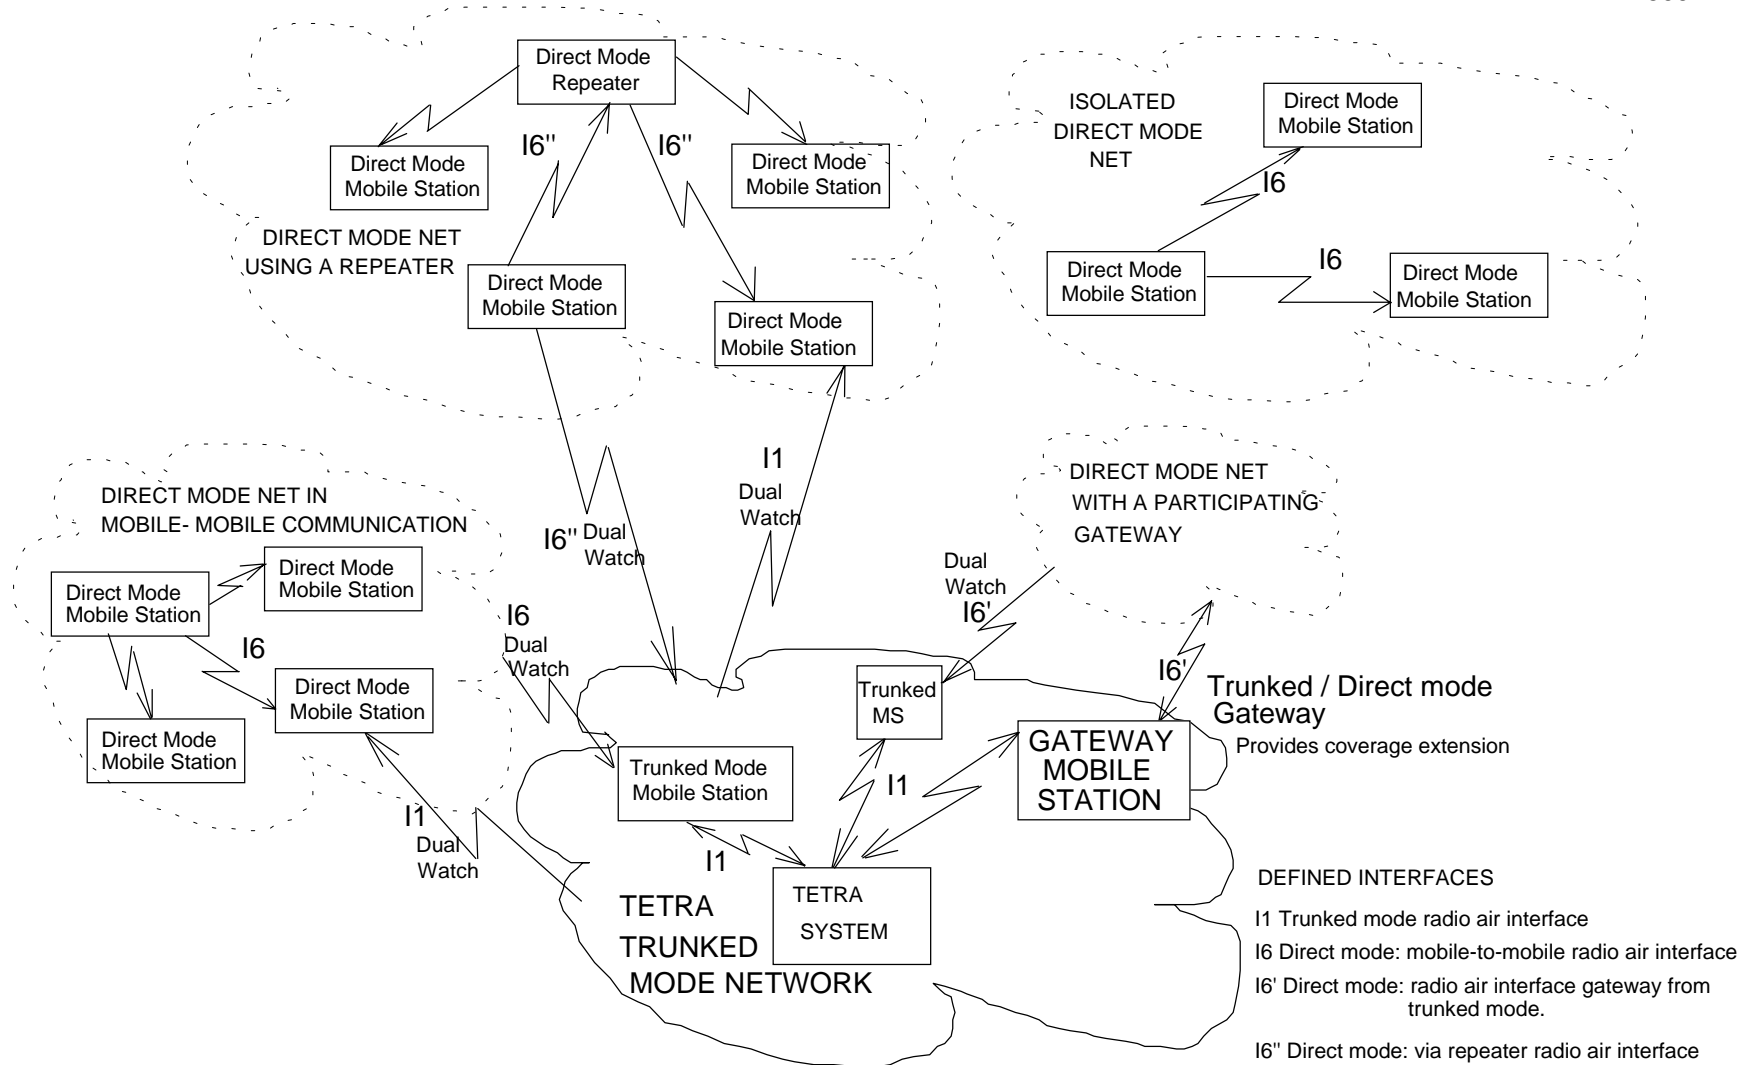 Direct Mode
Repeater
Direct Mode
Mobile Station
I6''
I6''
Direct Mode
Mobile Station
DIRECT MODE NET
USING A REPEATER
Direct Mode
Mobile Station
Direct Mode
Mobile Station
ISOLATED
DIRECT MODE
NET
Direct Mode
Mobile Station
I6
Direct Mode
Mobile Station
I6
Direct Mode
Mobile Station
I6''
Dual
Watch
I1
Dual
Watch
DIRECT MODE NET
WITH A PARTICIPATING
GATEWAY
Dual
Watch
I6'
I6'
DIRECT MODE NET IN
MOBILE- MOBILE COMMUNICATION
Direct Mode
Mobile Station
Direct Mode
Mobile Station
I6
Direct Mode
Mobile Station
Direct Mode
Mobile Station
I6
Dual
Watch
I1
Dual
Watch
Trunked
MS
Trunked / Direct mode
Gateway
Provides coverage extension
GATEWAY
MOBILE
STATION
Trunked Mode
Mobile Station
I1
I1
TETRA
SYSTEM
TETRA
TRUNKED
MODE NETWORK
DEFINED INTERFACES
I1 Trunked mode radio air interface
I6 Direct mode: mobile-to-mobile radio air interface
I6' Direct mode: radio air interface gateway from
trunked mode.
I6'' Direct mode: via repeater radio air interface